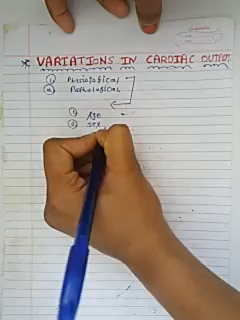 * VARIATIONS IN CARDIAC OUTPUT
① Physiological
② Pathological
① Age
② Sex